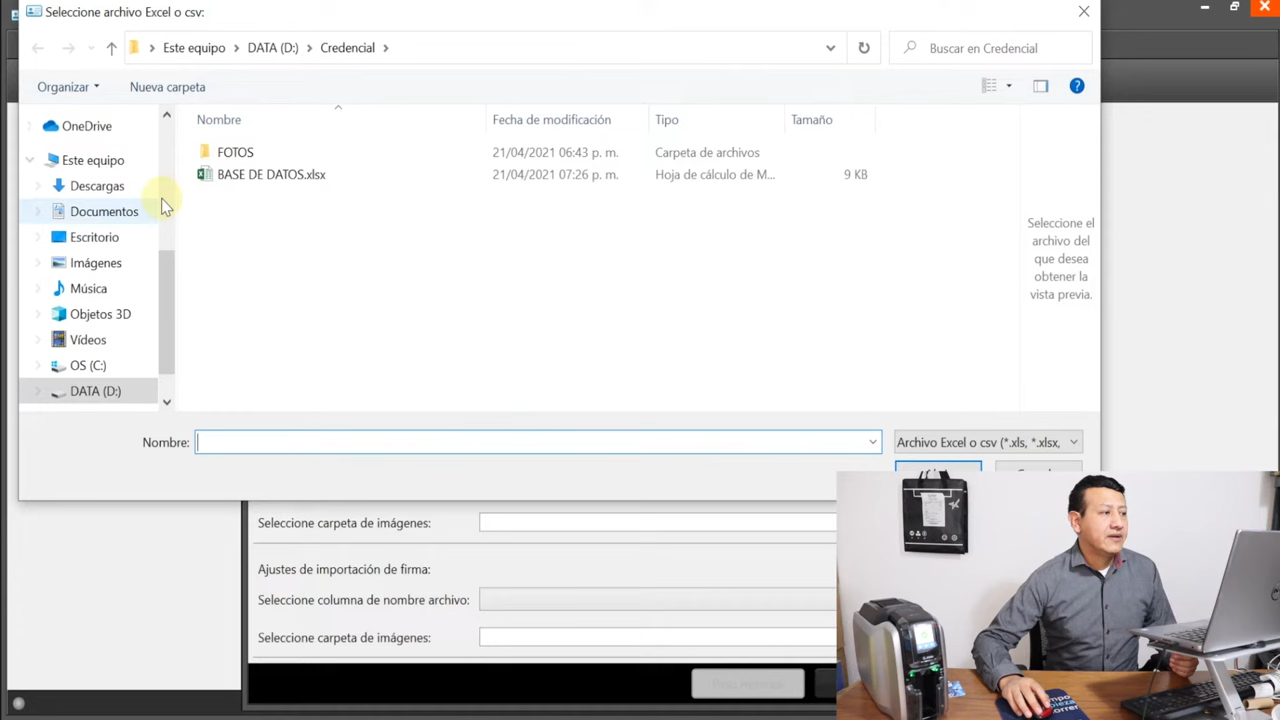 Seleccione archivo Excel o csv:
Este equipo
DATA (D:)
Credencial
Buscar en Credencial
Organizar
Nueva carpeta
Nombre
Fecha de modificación
Tipo
Tamaño
OneDrive
Este equipo
Descargas
Documentos
Escritorio
Imágenes
Música
Objetos 3D
Vídeos
OS (C:)
DATA (D:)
FOTOS
21/04/2021 06:43 p. m.
Carpeta de archivos
BASE DE DATOS.xlsx
21/04/2021 07:26 p. m.
Hoja de cálculo de M...
9 KB
Seleccione el
archivo del
que desea
obtener la
vista previa.
Nombre:
Archivo Excel o csv (*.xls, *.xlsx,
Seleccione carpeta de imágenes:
Ajustes de importación de firma:
Seleccione columna de nombre archivo:
Seleccione carpeta de imágenes: